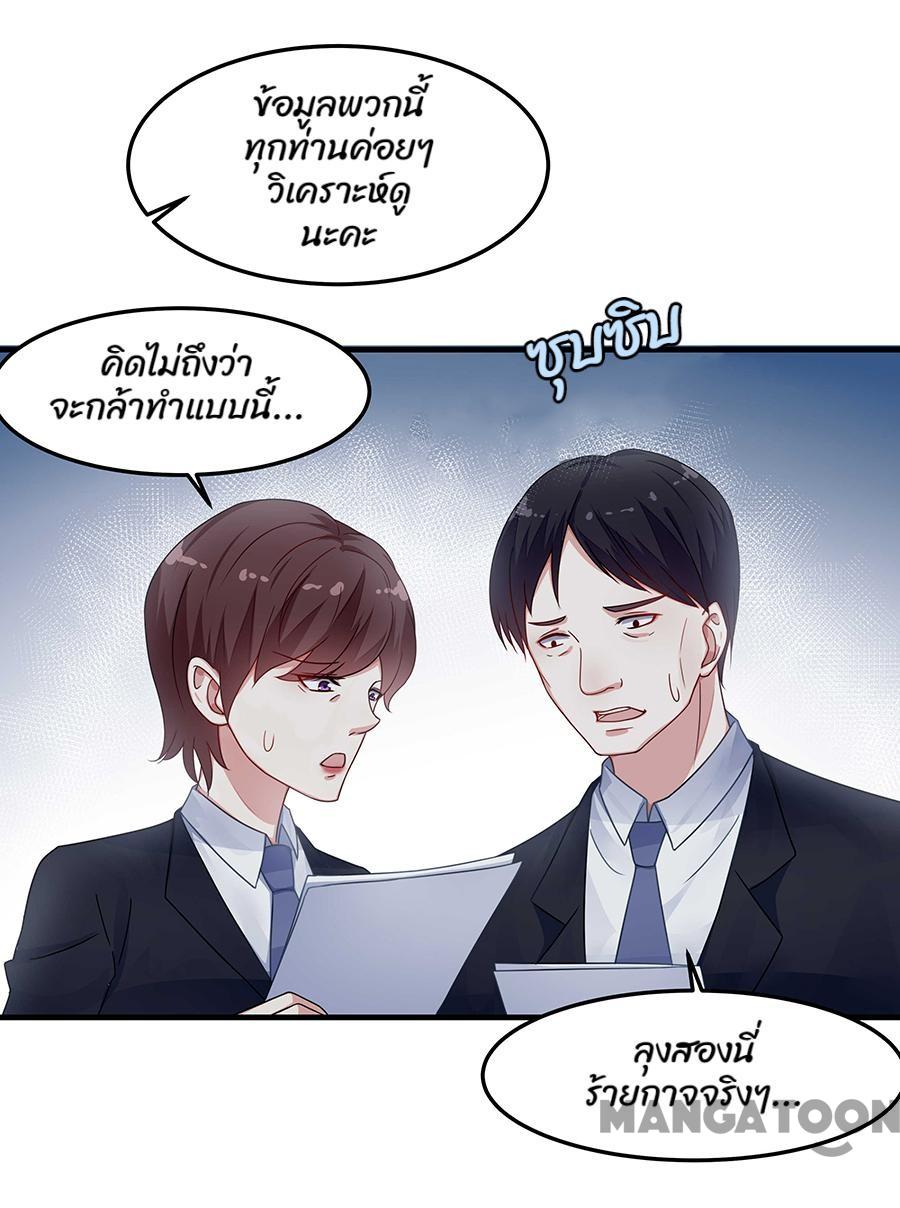 ข้อมูลพวกนี้
ทุกท่านค่อยๆ
วิเคราะห์ดู
นะคะ
ซุบซิบ
คิดไม่ถึงว่า
จะกล้าทำแบบนี้...
ลุงสองนี่
ร้ายกาจจริงๆ...
MANGATOON